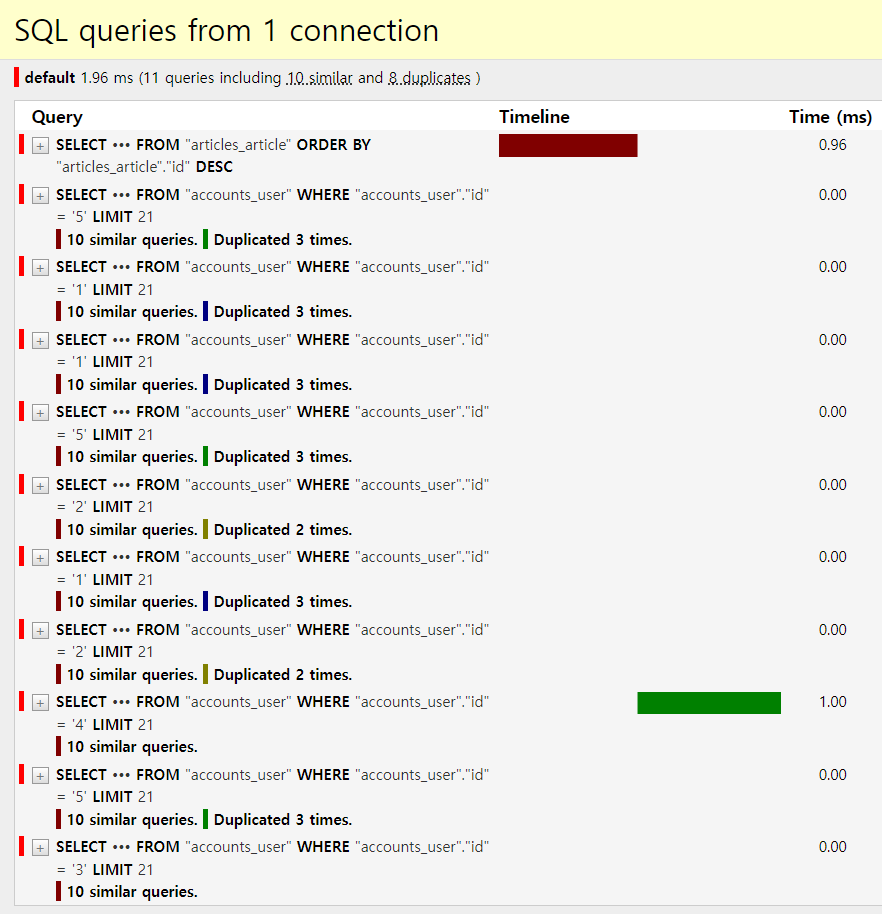 SQL queries from 1 connection
default 1.96 ms (11 queries including 10 similar and 8 duplicates )
Query Timeline Time (ms)
+ SELECT ••• FROM "articles_article" ORDER BY 0.96
"articles_article"."id" DESC
+ SELECT ••• FROM "accounts_user" WHERE "accounts_user"."id" 0.00
= '5' LIMIT 21
10 similar queries. Duplicated 3 times.
+ SELECT ••• FROM "accounts_user" WHERE "accounts_user"."id" 0.00
= '1' LIMIT 21
10 similar queries. Duplicated 3 times.
+ SELECT ••• FROM "accounts_user" WHERE "accounts_user"."id" 0.00
= '1' LIMIT 21
10 similar queries. Duplicated 3 times.
+ SELECT ••• FROM "accounts_user" WHERE "accounts_user"."id" 0.00
= '5' LIMIT 21
10 similar queries. Duplicated 3 times.
+ SELECT ••• FROM "accounts_user" WHERE "accounts_user"."id" 0.00
= '2' LIMIT 21
10 similar queries. Duplicated 2 times.
+ SELECT ••• FROM "accounts_user" WHERE "accounts_user"."id" 0.00
= '1' LIMIT 21
10 similar queries. Duplicated 3 times.
+ SELECT ••• FROM "accounts_user" WHERE "accounts_user"."id" 0.00
= '2' LIMIT 21
10 similar queries. Duplicated 2 times.
+ SELECT ••• FROM "accounts_user" WHERE "accounts_user"."id" 1.00
= '4' LIMIT 21
10 similar queries.
+ SELECT ••• FROM "accounts_user" WHERE "accounts_user"."id" 0.00
= '5' LIMIT 21
10 similar queries. Duplicated 3 times.
+ SELECT ••• FROM "accounts_user" WHERE "accounts_user"."id" 0.00
= '3' LIMIT 21
10 similar queries.